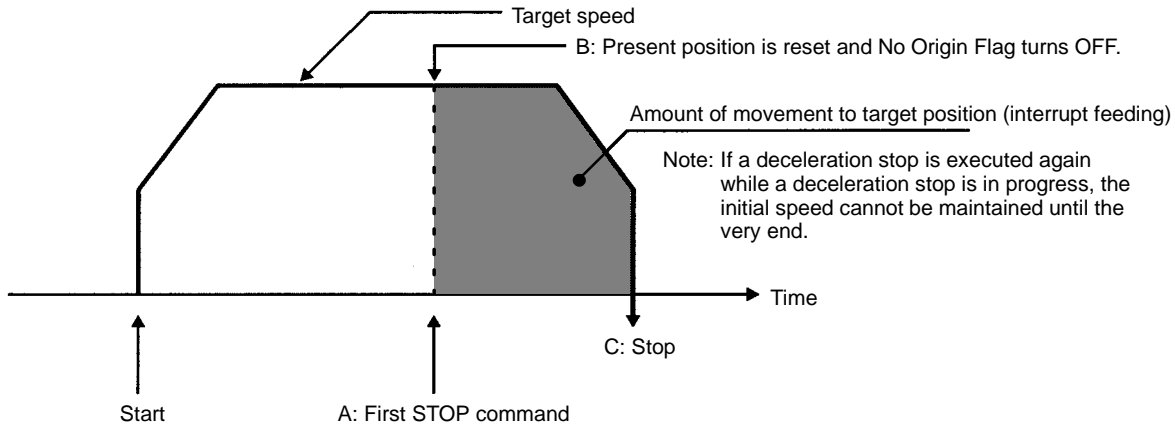 Target speed
B: Present position is reset and No Origin Flag turns OFF.
Amount of movement to target position (interrupt feeding)
Note: If a deceleration stop is executed again
while a deceleration stop is in progress, the
initial speed cannot be maintained until the
very end.
Time
C: Stop
Start
A: First STOP command